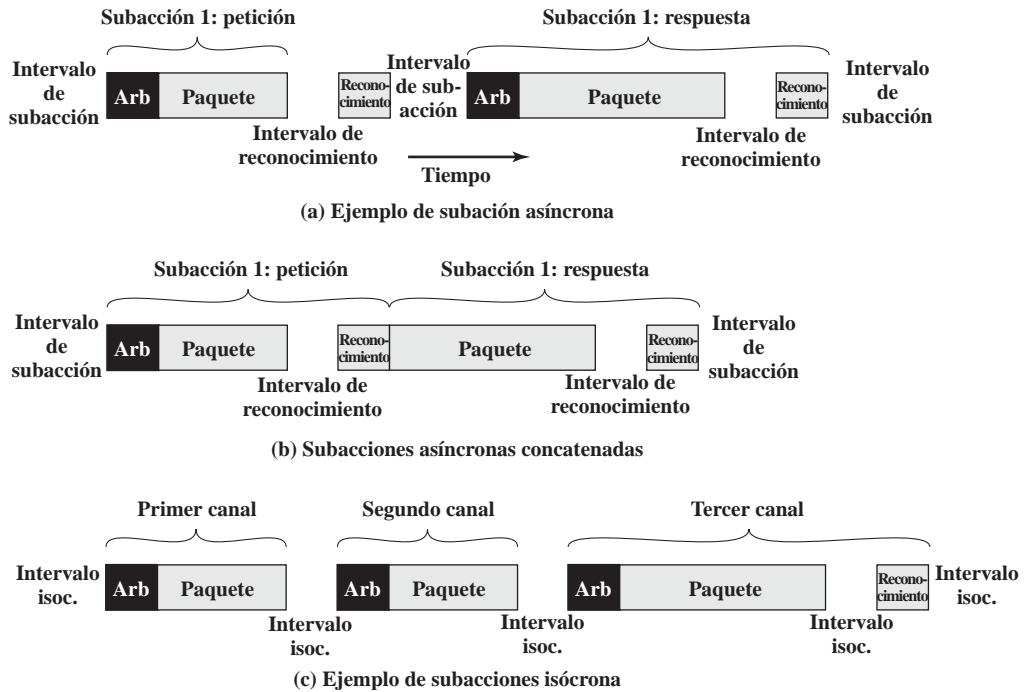 Subacción 1: petición
Subacción 1: respuesta
Intervalo
de
subacción
Arb
Paquete
Recono-
cimiento
Intervalo
de sub-
acción
Arb
Paquete
Recono-
cimiento
Intervalo
de
subacción
Intervalo de
reconocimiento
Intervalo de
reconocimiento
Tiempo
(a) Ejemplo de subación asíncrona
Subacción 1: petición
Subacción 1: respuesta
Intervalo
de
subacción
Arb
Paquete
Recono-
cimiento
Paquete
Recono-
cimiento
Intervalo
de
subacción
Intervalo de
reconocimiento
Intervalo de
reconocimiento
(b) Subacciones asíncronas concatenadas
Primer canal
Segundo canal
Tercer canal
Intervalo
isoc.
Arb
Paquete
Arb
Paquete
Arb
Paquete
Recono-
cimiento
Intervalo
isoc.
Intervalo
isoc.
Intervalo
isoc.
Intervalo
isoc.
(c) Ejemplo de subacciones isócrona